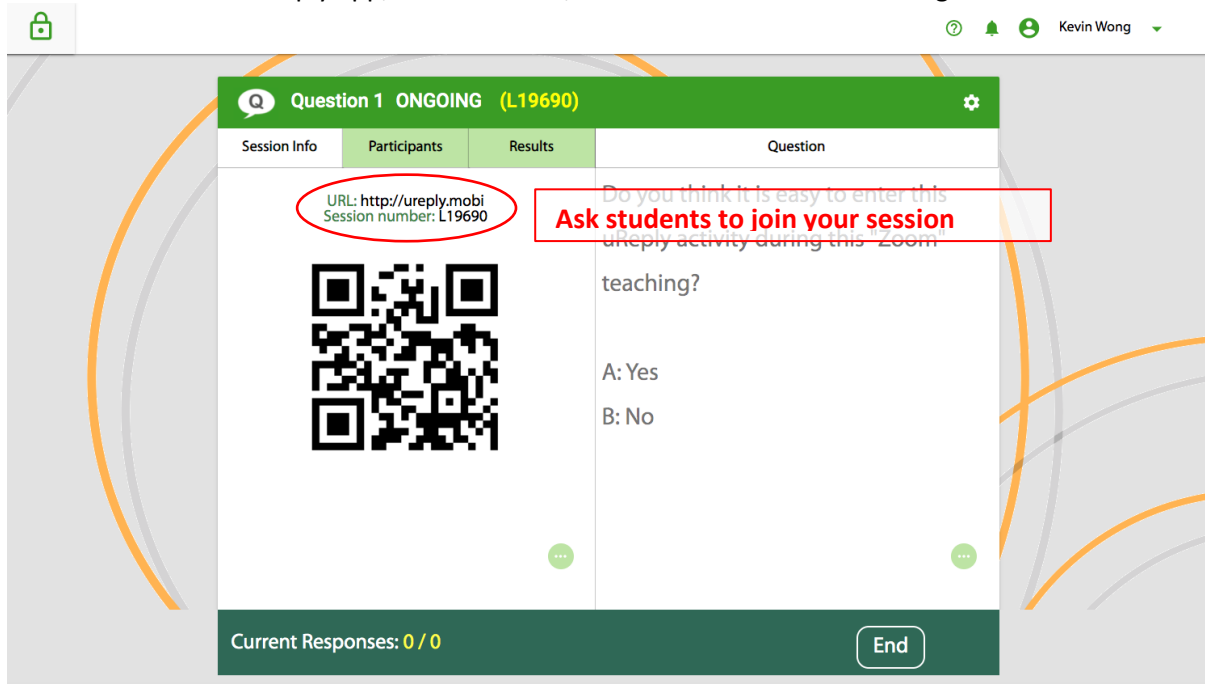 Kevin Wong
Q Question 1 ONGOING (L19690)
Session Info Participants Results Question
URL: http://ureply.mobi
Session number: L19690
Do you think it is easy to enter this
Ask students to join your session
uReply activity during this "Zoom"
teaching?
A: Yes
B: No
Current Responses: 0 / 0
End